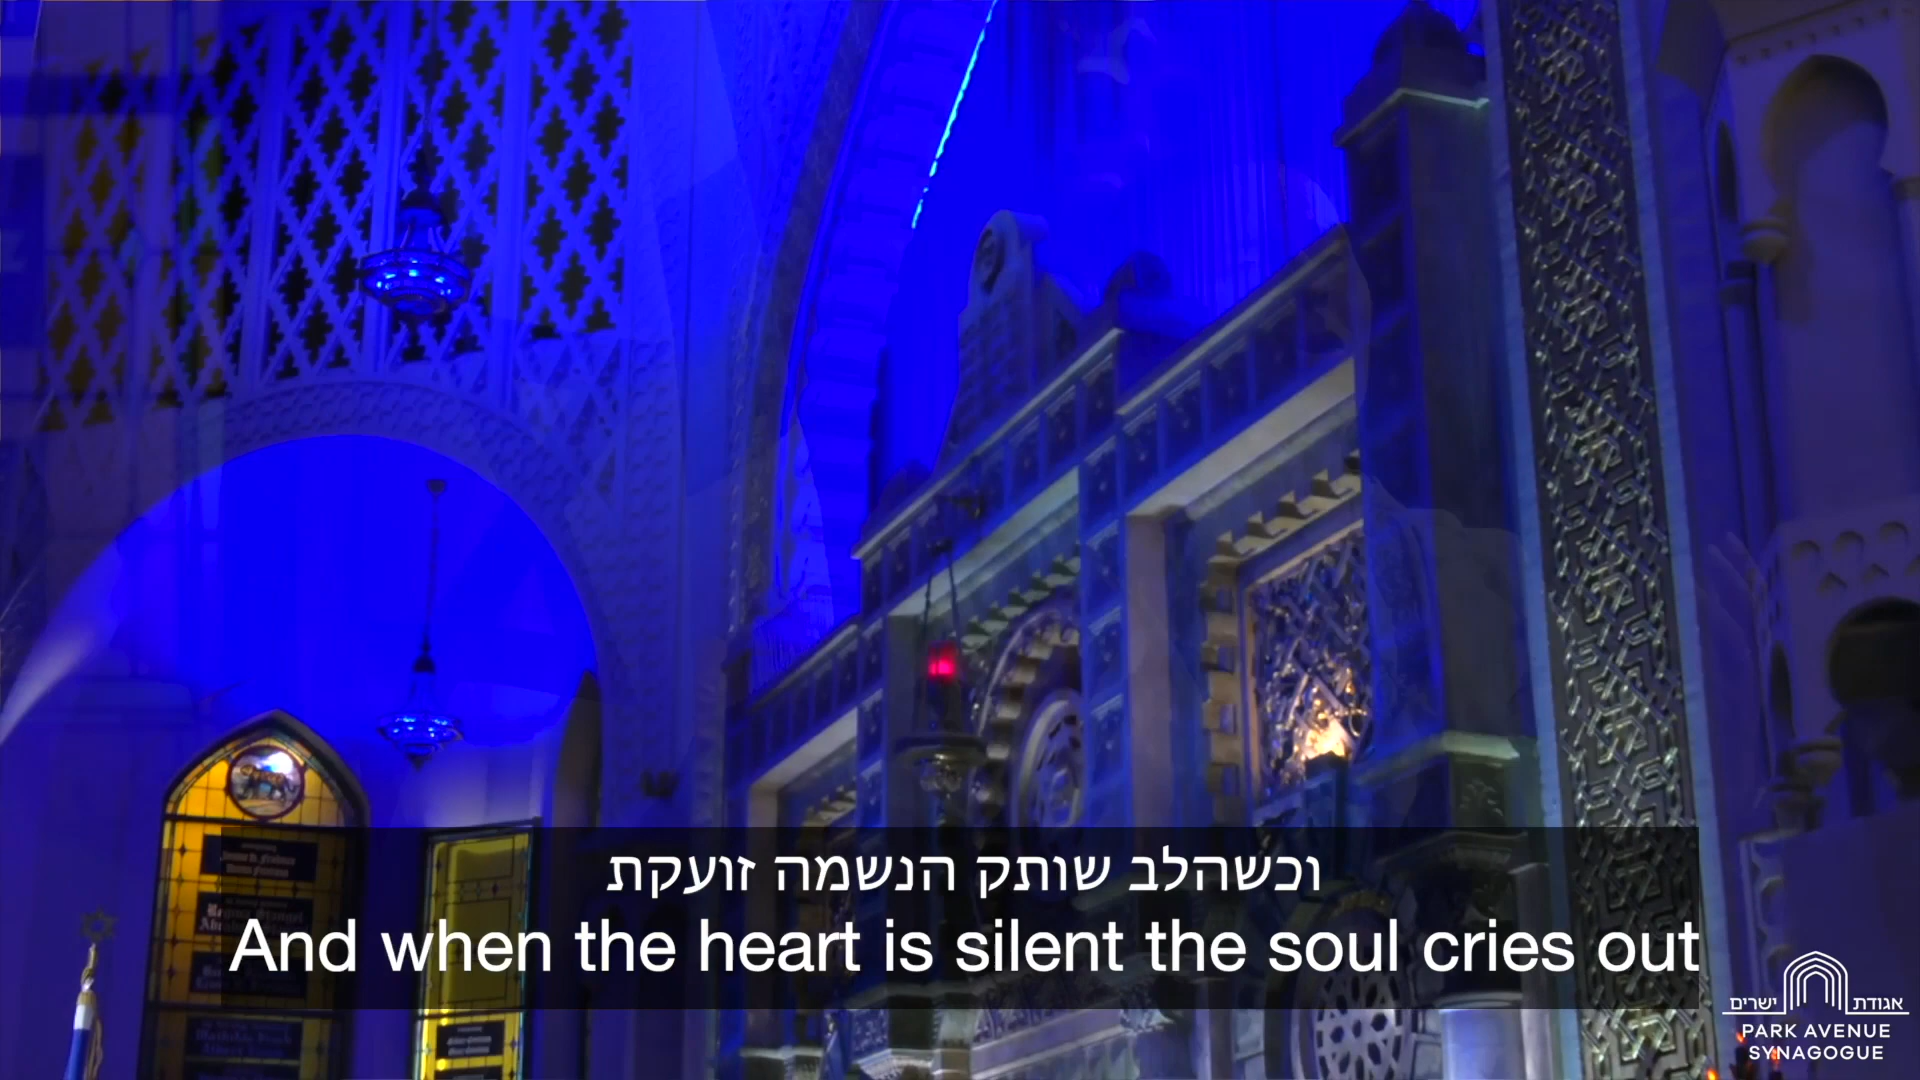 וכשהלב שותק הנשמה זועקת
And when the heart is silent the soul cries out
אגודת ישרים
PARK AVENUE
SYNAGOGUE